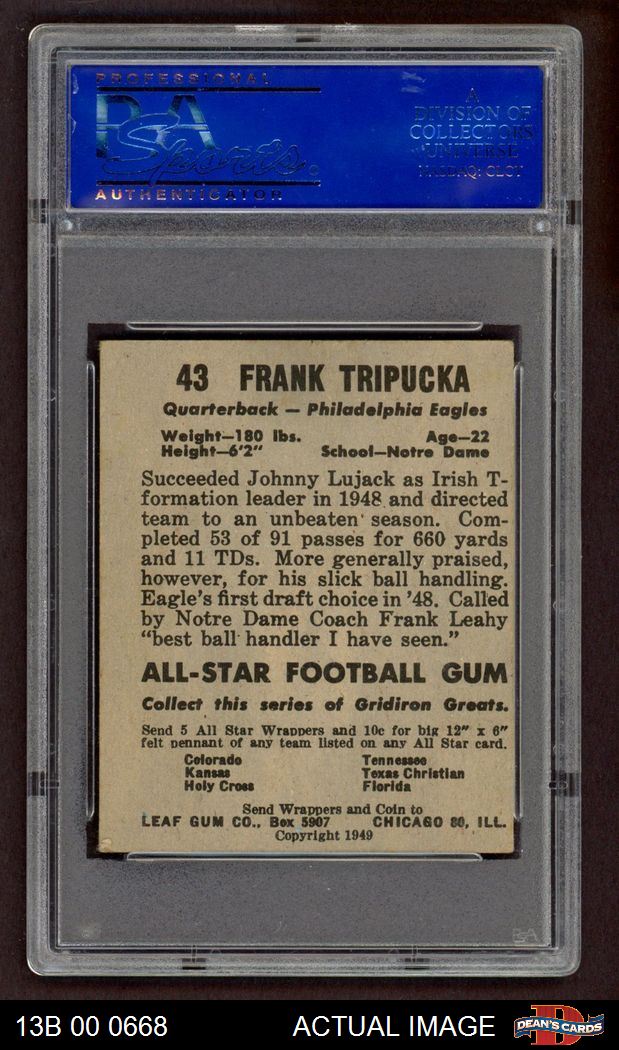 PROFESSIONAL
PSA
Sports
AUTHENTICATOR
A
DIVISION OF
COLLECTORS
UNIVERSE
NASDAQ: CLCT
43 FRANK TRIPUCKA
Quarterback — Philadelphia Eagles
Weight—180 lbs. Age—22
Height—6'2" School—Notre Dame
Succeeded Johnny Lujack as Irish T-
formation leader in 1948 and directed
team to an unbeaten season. Com-
pleted 53 of 91 passes for 660 yards
and 11 TDs. More generally praised,
however, for his slick ball handling.
Eagle's first draft choice in '48. Called
by Notre Dame Coach Frank Leahy
"best ball handler I have seen."
ALL-STAR FOOTBALL GUM
Collect this series of Gridiron Greats.
Send 5 All Star Wrappers and 10c for big 12" x 6"
felt pennant of any team listed on any All Star card.
Colorado Tennessee
Kansas Texas Christian
Holy Cross Florida
Send Wrappers and Coin to
LEAF GUM CO., Box 5907 CHICAGO 80, ILL.
Copyright 1949
PSA
13B 00 0668 ACTUAL IMAGE
DEAN'S CARDS